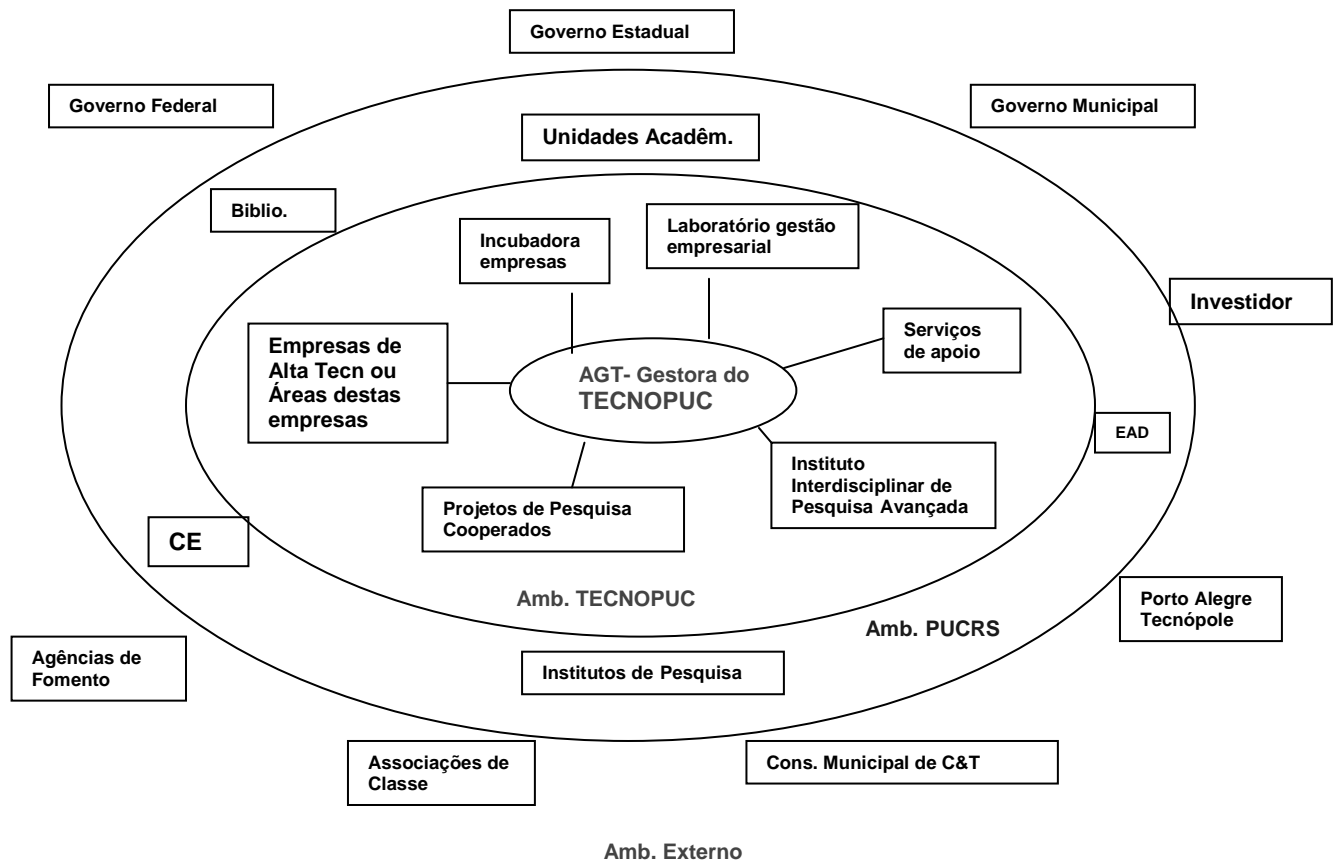 Governo Estadual
Governo Federal
Governo Municipal
Unidades Acadêm.
Biblio.
Incubadora
empresas
Laboratório gestão
empresarial
Investidor
Empresas de
Alta Tecn ou
Áreas destas
empresas
Serviços
de apoio
AGT- Gestora do
TECNOPUC
EAD
Instituto
Interdisciplinar de
Pesquisa Avançada
Projetos de Pesquisa
Cooperados
CE
Amb. TECNOPUC
Porto Alegre
Tecnópole
Amb. PUCRS
Agências de
Fomento
Institutos de Pesquisa
Associações de
Classe
Cons. Municipal de C&T
Amb. Externo